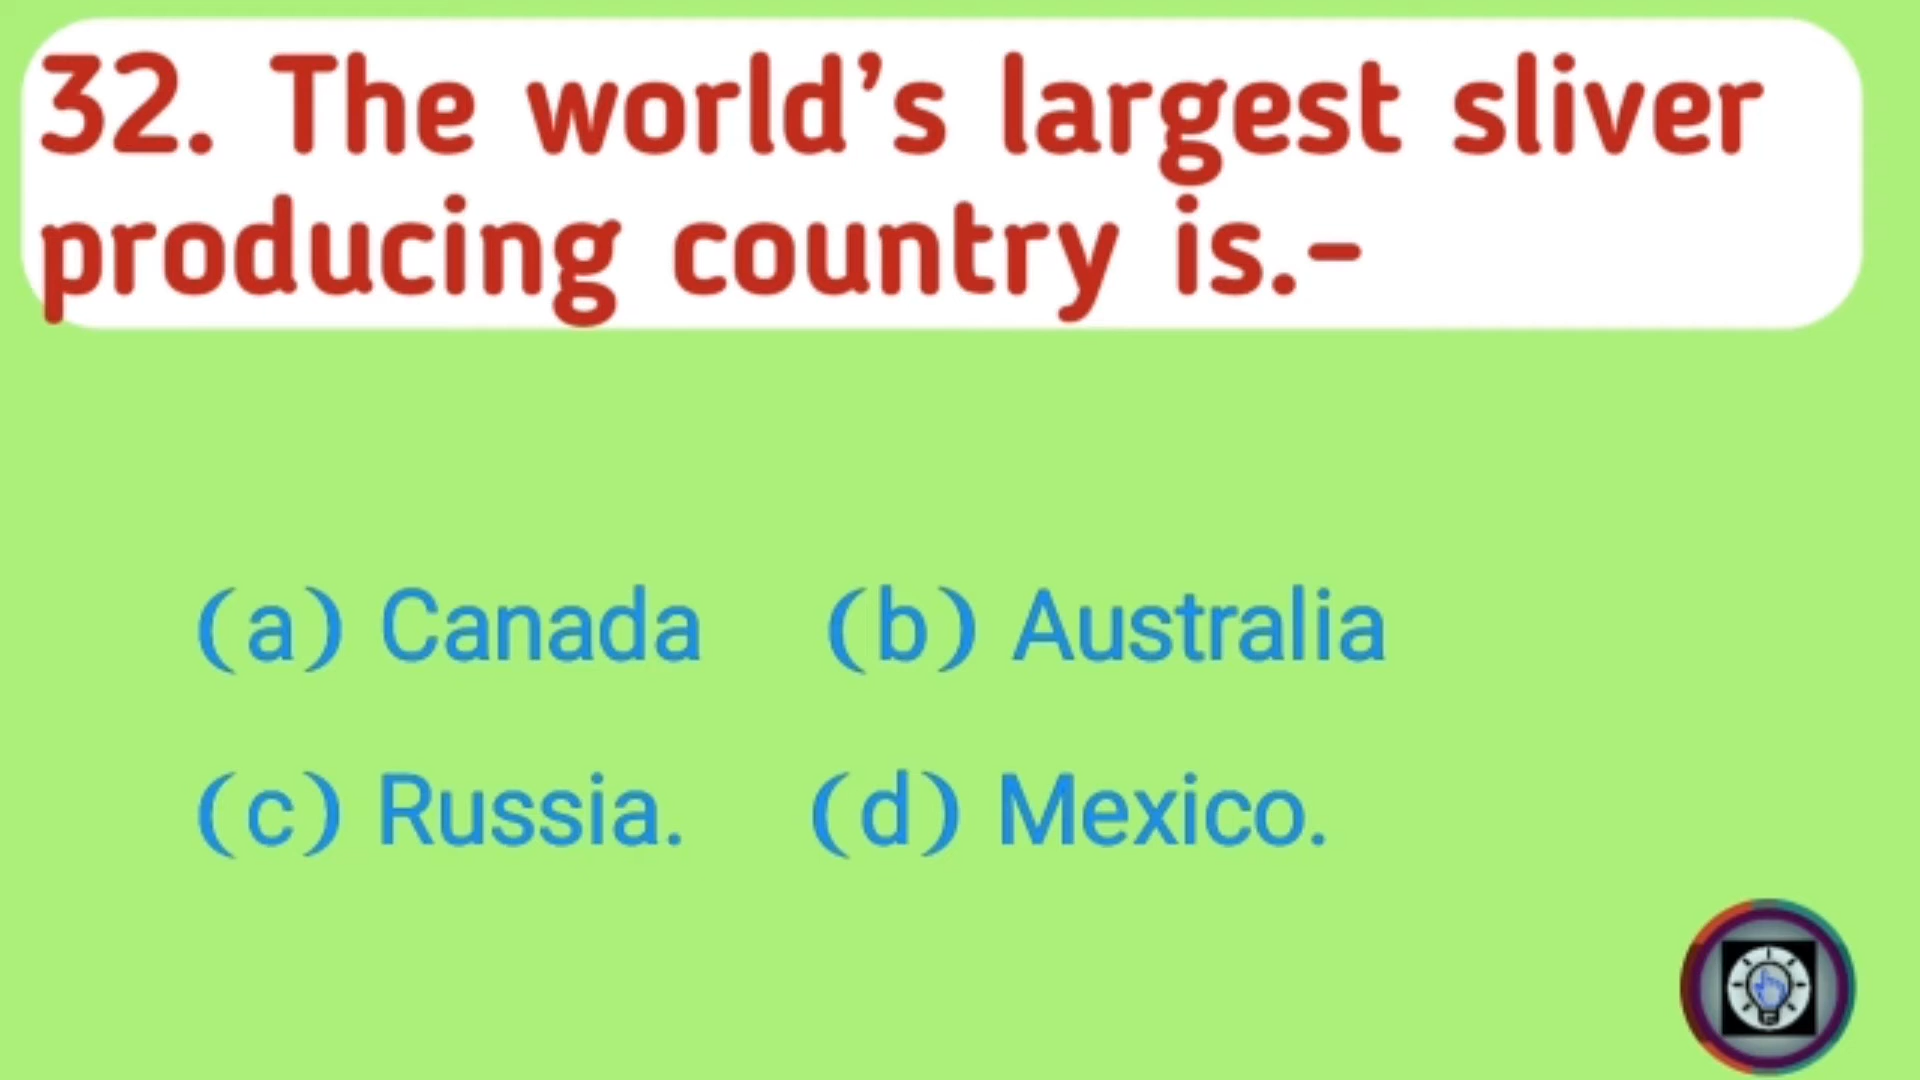 32. The world’s largest sliver
producing country is.-
(a) Canada (b) Australia
(c) Russia. (d) Mexico.